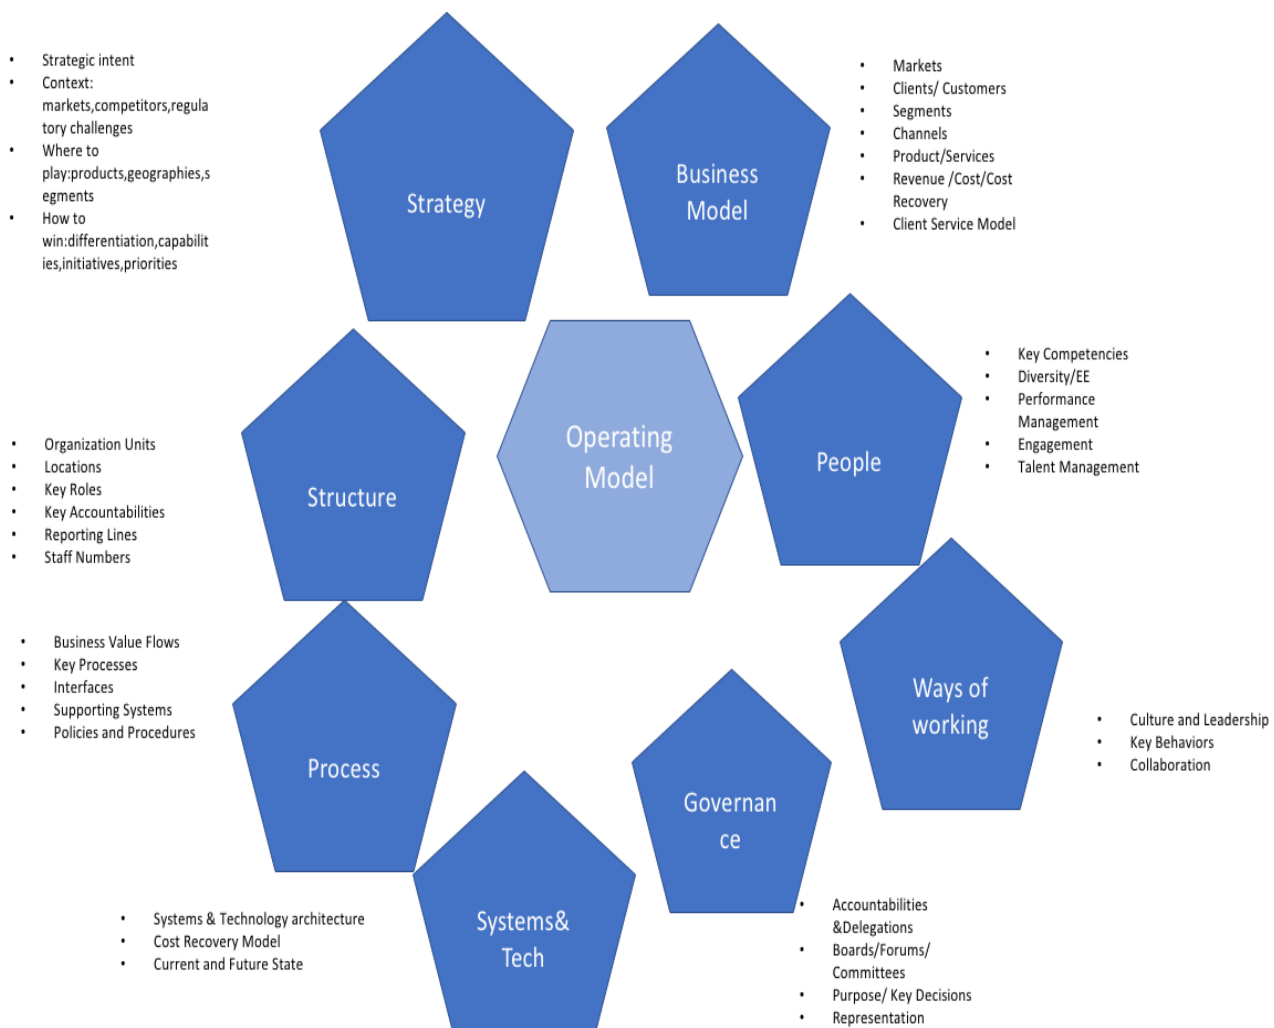 • Strategic intent
• Context:
markets,competitors,regula
tory challenges
• Where to
play:products,geographies,s
egments
• How to
win:differentiation,capabilit
ies,initiatives,priorities
Strategy
Business
Model
• Markets
• Clients/ Customers
• Segments
• Channels
• Product/Services
• Revenue /Cost/Cost
Recovery
• Client Service Model
Operating
Model
• Organization Units
• Locations
• Key Roles
• Key Accountabilities
• Reporting Lines
• Staff Numbers
Structure
People
• Key Competencies
• Diversity/EE
• Performance
Management
• Engagement
• Talent Management
• Business Value Flows
• Key Processes
• Interfaces
• Supporting Systems
• Policies and Procedures
Process
Ways of
working
• Culture and Leadership
• Key Behaviors
• Collaboration
Governan
ce
• Accountabilities
&Delegations
• Boards/Forums/
Committees
• Purpose/ Key Decisions
• Representation
• Systems & Technology architecture
• Cost Recovery Model
• Current and Future State
Systems&
Tech